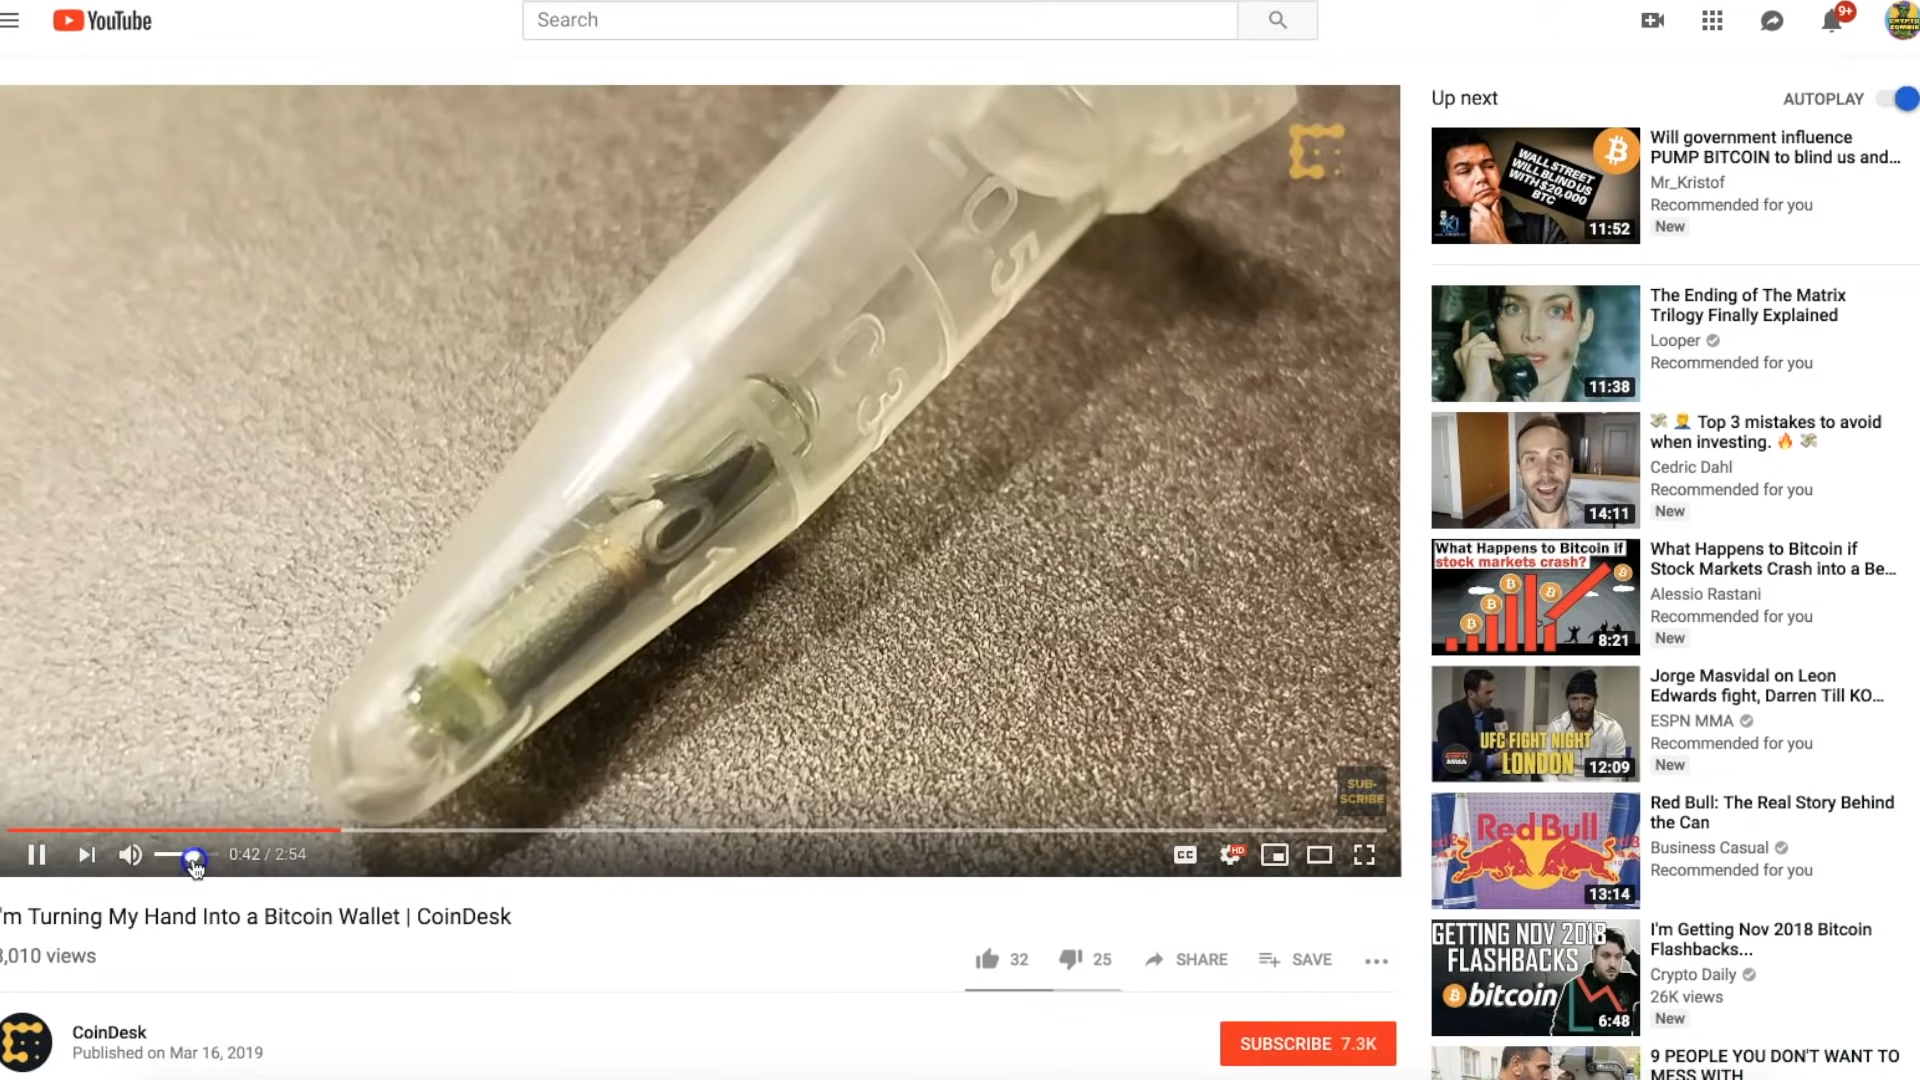 YouTube
Search
9+
Up next
AUTOPLAY
WALL STREET
WILL BLIND US
WITH $20,000
BTC
11:52
Will government influence
PUMP BITCOIN to blind us and...
Mr_Kristof
Recommended for you
New
11:38
The Ending of The Matrix
Trilogy Finally Explained
Looper
Recommended for you
14:11
💸 🤦 Top 3 mistakes to avoid
when investing. 🔥 💸
Cedric Dahl
Recommended for you
New
What Happens to Bitcoin if
stock markets crash?
8:21
What Happens to Bitcoin if
Stock Markets Crash into a Be...
Alessio Rastani
Recommended for you
New
UFC FIGHT NIGHT
LONDON
12:09
Jorge Masvidal on Leon
Edwards fight, Darren Till KO...
ESPN MMA
Recommended for you
New
Red Bull
13:14
Red Bull: The Real Story Behind
the Can
Business Casual
Recommended for you
GETTING NOV 2018
FLASHBACKS
bitcoin
6:48
I'm Getting Nov 2018 Bitcoin
Flashbacks...
Crypto Daily
26K views
New
9 PEOPLE YOU DON'T WANT TO
MESS WITH
SUB-
SCRIBE
0:42 / 2:54
CC
HD
'm Turning My Hand Into a Bitcoin Wallet | CoinDesk
,010 views
32
25
SHARE
SAVE
CoinDesk
Published on Mar 16, 2019
SUBSCRIBE 7.3K